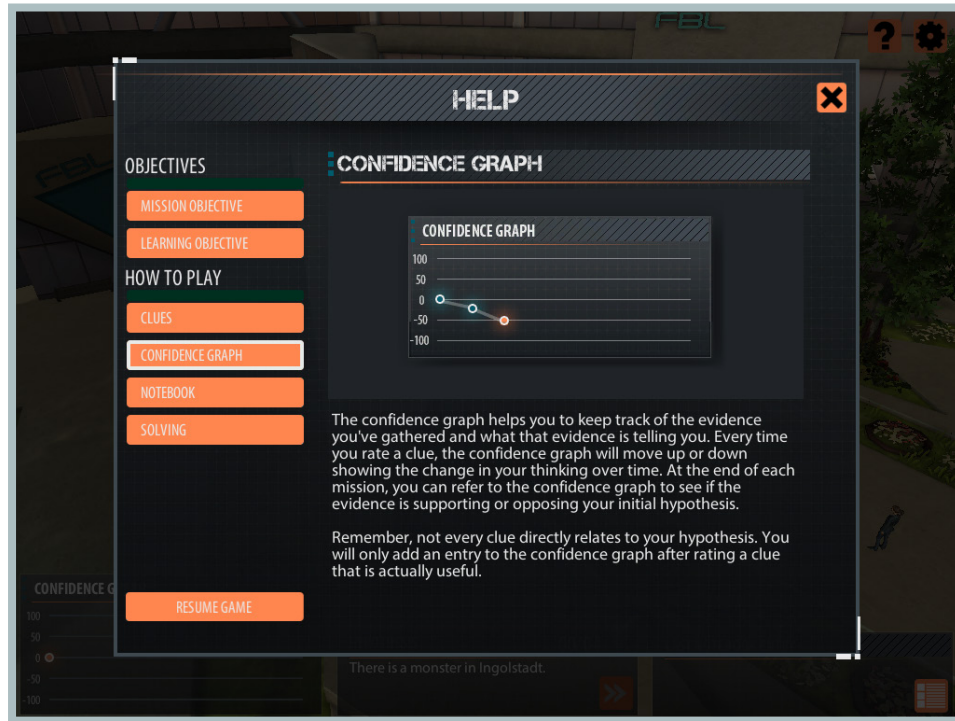 FBL
?
HELP
FBL
OBJECTIVES
MISSION OBJECTIVE
LEARNING OBJECTIVE
HOW TO PLAY
CLUES
CONFIDENCE GRAPH
NOTEBOOK
SOLVING
RESUME GAME
CONFIDENCE GRAPH
CONFIDENCE GRAPH
100
50
0
-50
-100
The confidence graph helps you to keep track of the evidence
you've gathered and what that evidence is telling you. Every time
you rate a clue, the confidence graph will move up or down
showing the change in your thinking over time. At the end of each
mission, you can refer to the confidence graph to see if the
evidence is supporting or opposing your initial hypothesis.
Remember, not every clue directly relates to your hypothesis. You
will only add an entry to the confidence graph after rating a clue
that is actually useful.
CONFIDENCE G
100
50
0
-50
-100
There is a monster in Ingolstadt.